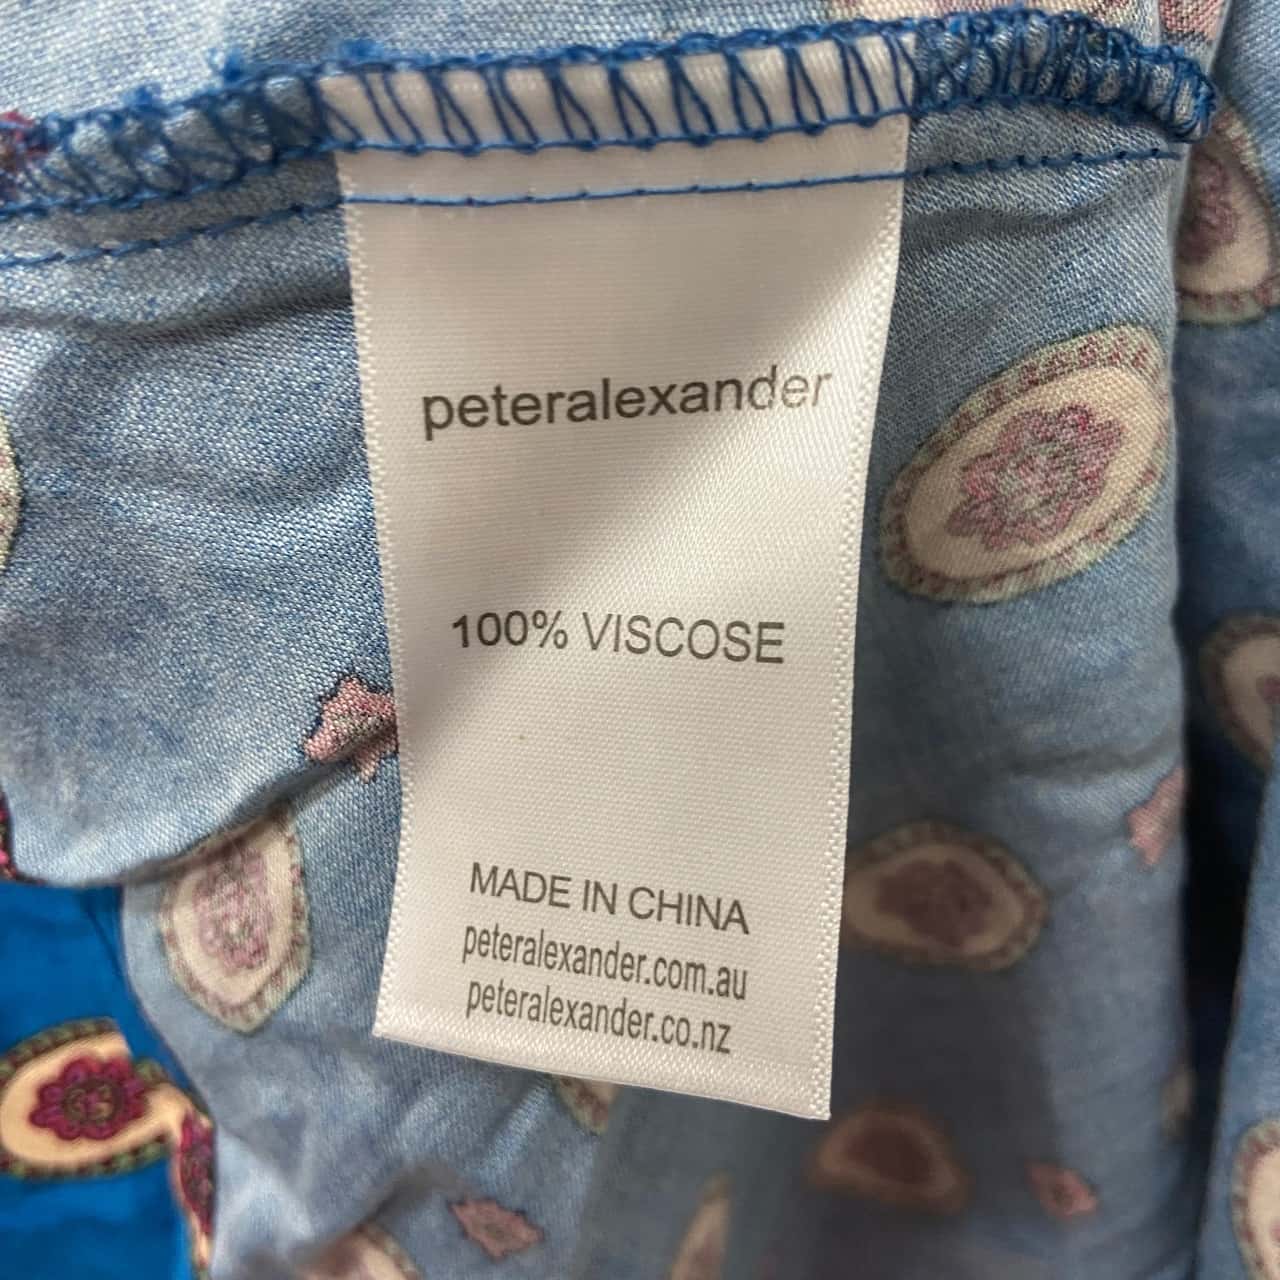 peteralexander
100% VISCOSE
MADE IN CHINA
peteralexander.com.au
peteralexander.co.nz